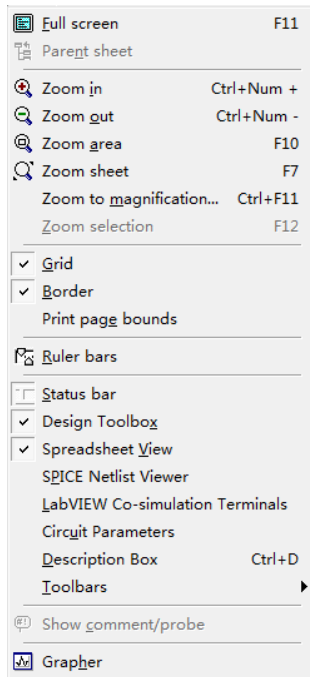 Full screen F11
Parent sheet
Zoom in Ctrl+Num +
Zoom out Ctrl+Num -
Zoom area F10
Zoom sheet F7
Zoom to magnification... Ctrl+F11
Zoom selection F12
Grid
Border
Print page bounds
Ruler bars
Status bar
Design Toolbox
Spreadsheet View
SPICE Netlist Viewer
LabVIEW Co-simulation Terminals
Circuit Parameters
Description Box Ctrl+D
Toolbars
Show comment/probe
Grapher